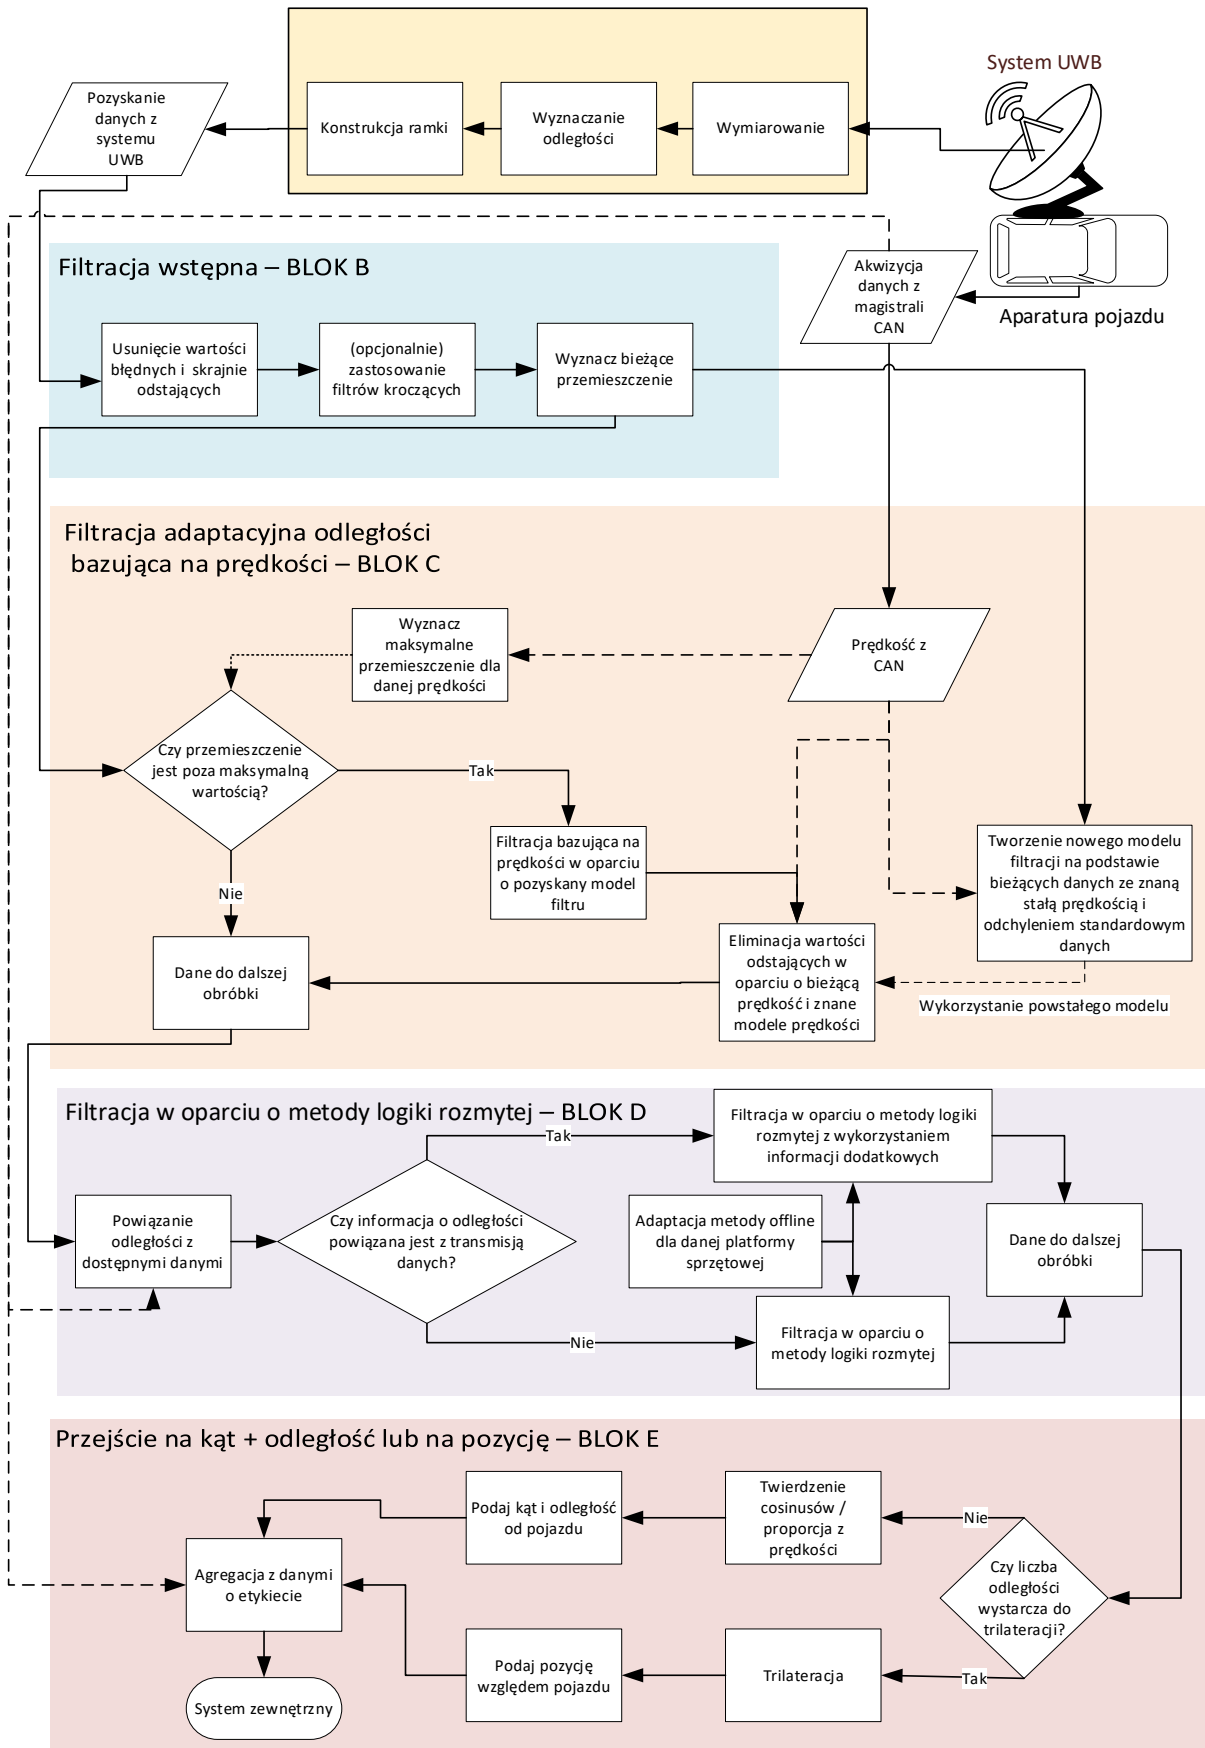 System UWB
Pozyskanie
danych z
systemu
UWB
Konstrukcja ramki
Wyznaczanie
odległości
Wymiarowanie
Filtracja wstępna – BLOK B
Akwizycja
danych z
magistrali
CAN
Aparatura pojazdu
Usunięcie wartości
błędnych i skrajnie
odstających
(opcjonalnie)
zastosowanie
filtrów kroczących
Wyznacz bieżące
przemieszczenie
Filtracja adaptacyjna odległości
bazująca na prędkości – BLOK C
Wyznacz
maksymalne
przemieszczenie dla
danej prędkości
Prędkość z
CAN
Czy przemieszczenie
jest poza maksymalną
wartością?
Tak
Filtracja bazująca na
prędkości w oparciu
o pozyskany model
filtru
Tworzenie nowego modelu
filtracji na podstawie
bieżących danych ze znaną
stałą prędkością i
odchyleniem standardowym
danych
Nie
Dane do dalszej
obróbki
Eliminacja wartości
odstających w
oparciu o bieżącą
prędkość i znane
modele prędkości
Wykorzystanie powstałego modelu
Filtracja w oparciu o metody logiki rozmytej – BLOK D
Tak
Filtracja w oparciu o metody logiki
rozmytej z wykorzystaniem
informacji dodatkowych
Powiązanie
odległości z
dostępnymi danymi
Czy informacja o odległości
powiązana jest z transmisją
danych?
Adaptacja metody offline
dla danej platformy
sprzętowej
Dane do dalszej
obróbki
Nie
Filtracja w oparciu o
metody logiki rozmytej
Przejście na kąt + odległość lub na pozycję – BLOK E
Podaj kąt i odległość
od pojazdu
Twierdzenie
cosinusów /
proporcja z
prędkości
Nie
Agregacja z danymi
o etykiecie
Czy liczba
odległości
wystarcza do
trilateracji?
Podaj pozycję
względem pojazdu
Trilateracja
Tak
System zewnętrzny